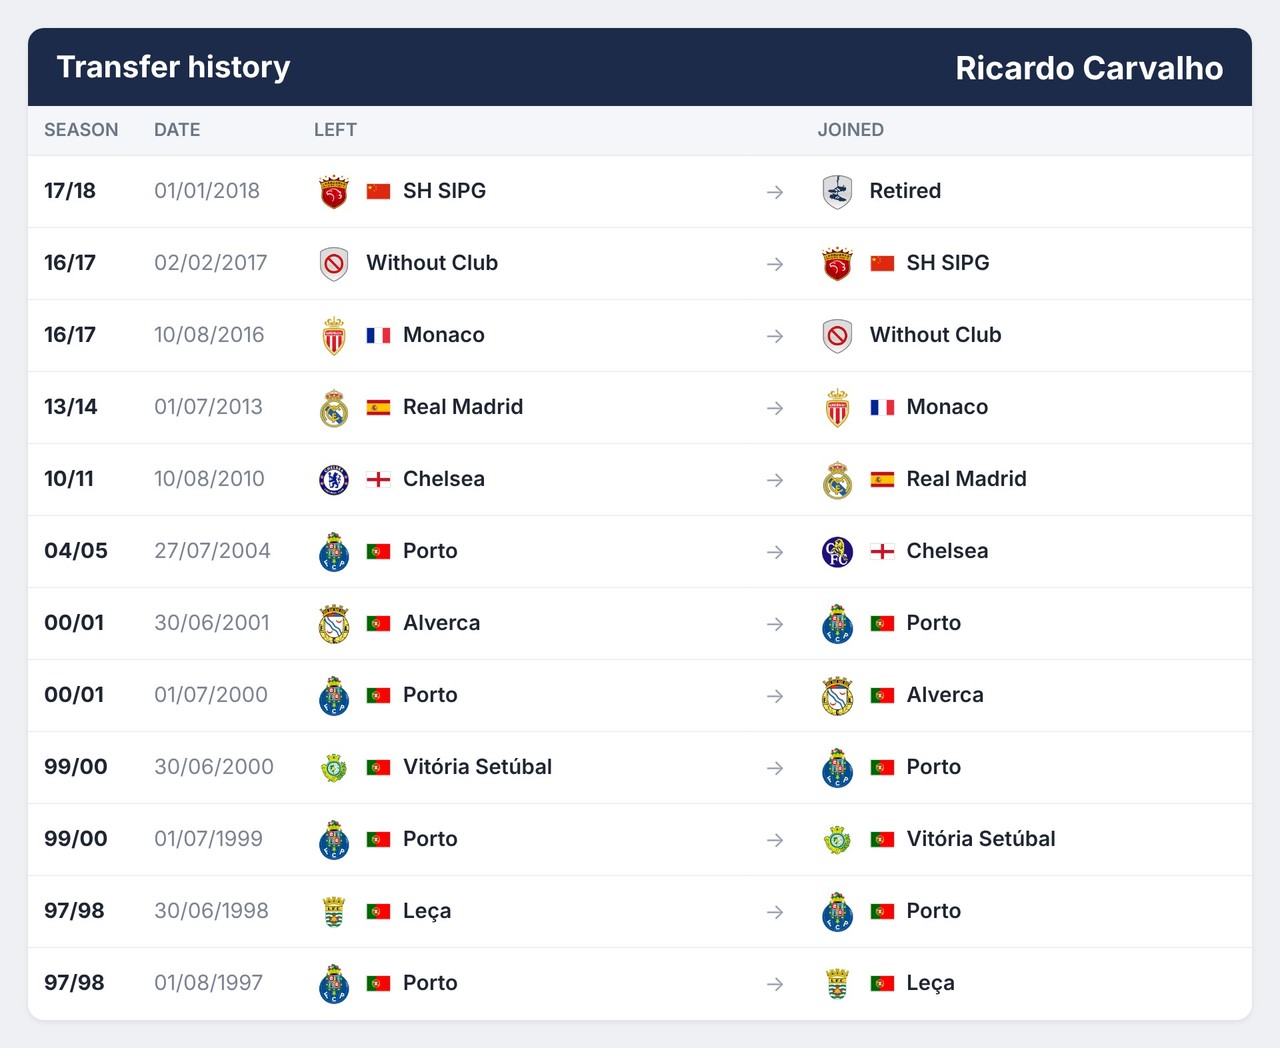 Transfer history Ricardo Carvalho
SEASON DATE LEFT JOINED
17/18 01/01/2018 SH SIPG → Retired
16/17 02/02/2017 Without Club → SH SIPG
16/17 10/08/2016 Monaco → Without Club
13/14 01/07/2013 Real Madrid → Monaco
10/11 10/08/2010 Chelsea → Real Madrid
04/05 27/07/2004 Porto → Chelsea
00/01 30/06/2001 Alverca → Porto
00/01 01/07/2000 Porto → Alverca
99/00 30/06/2000 Vitória Setúbal → Porto
99/00 01/07/1999 Porto → Vitória Setúbal
97/98 30/06/1998 Leça → Porto
97/98 01/08/1997 Porto → Leça